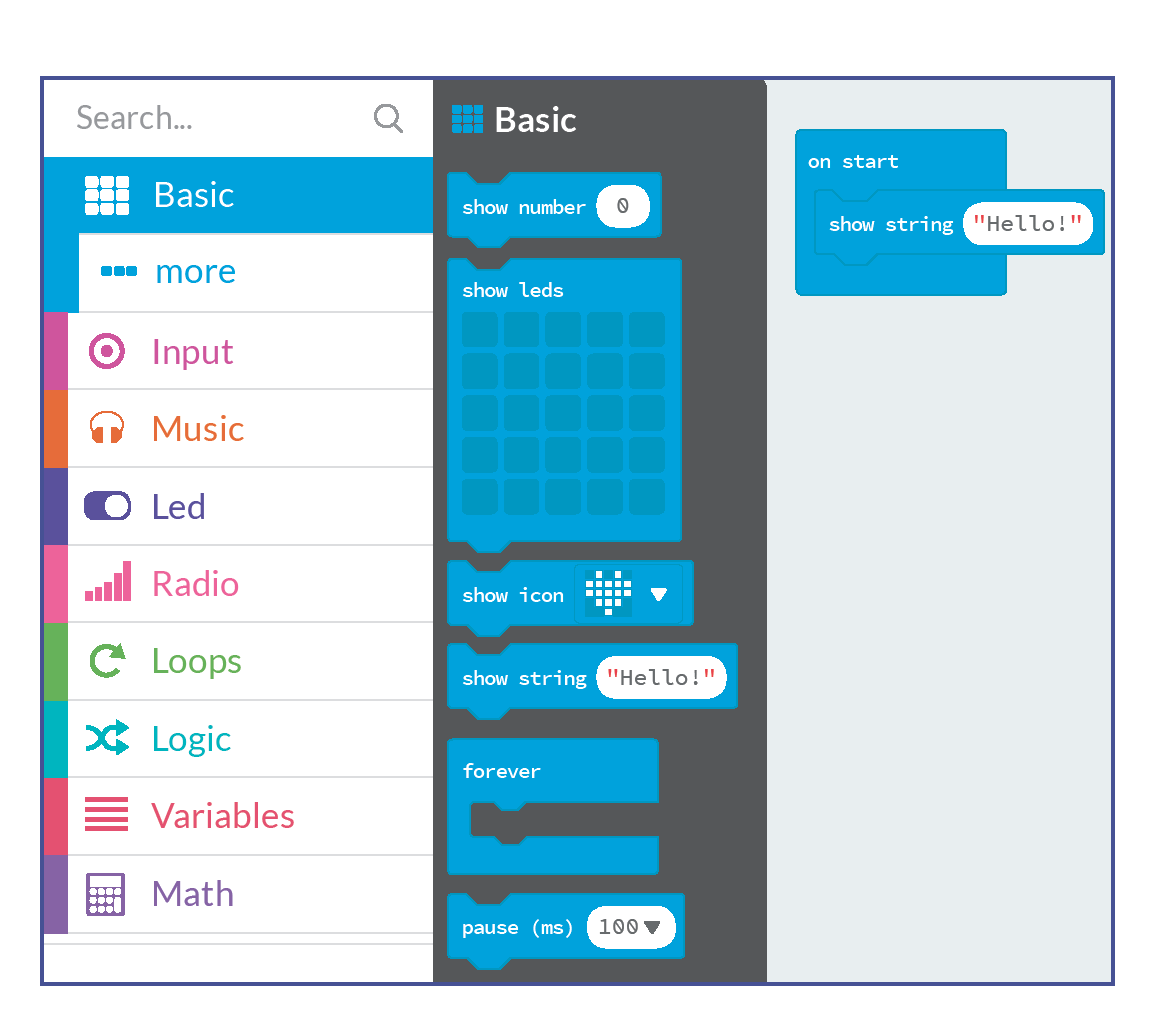 Search...
Basic
more
Input
Music
Led
Radio
Loops
Logic
Variables
Math
Basic
show number 0
show leds
show icon
show string "Hello!"
forever
pause (ms) 100
on start
show string "Hello!"